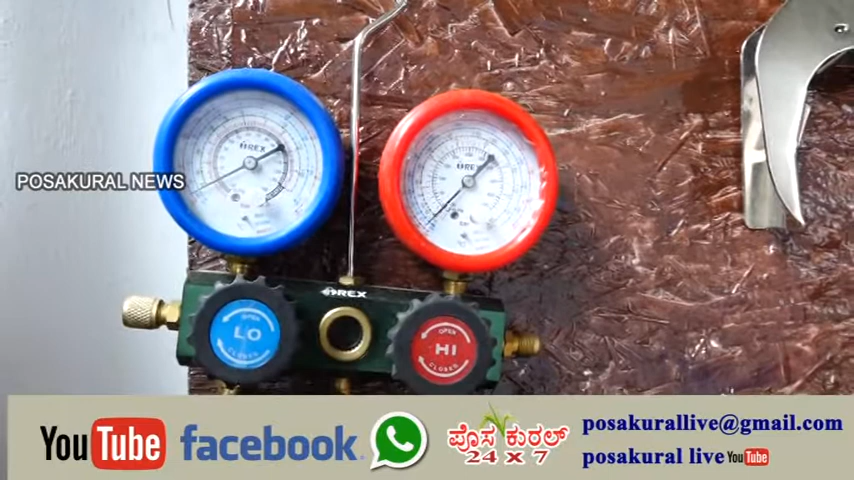 REX
REX
POSAKURAL NEWS
REX
OPEN
LO
CLOSED
OPEN
HI
CLOSED
YouTube facebook. ಪೊಸ ಕುರಲ್ 24 x 7
posakurallive@gmail.com
posakural live YouTube